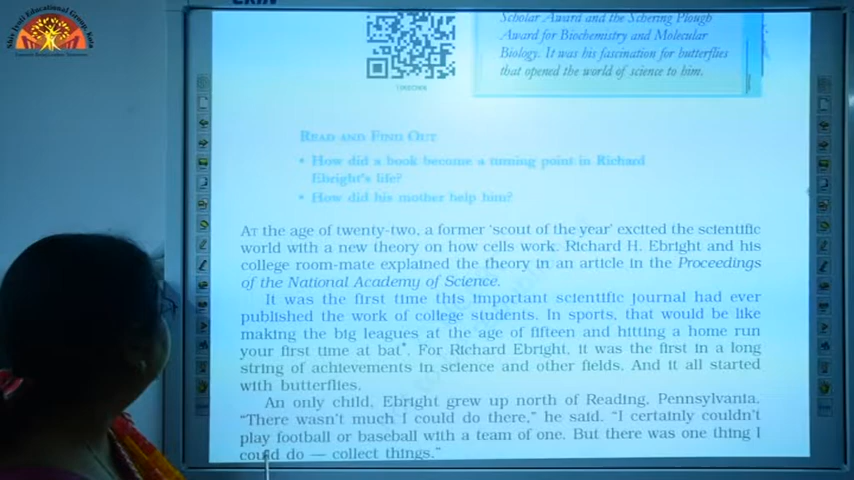 Shiv Jyoti Educational Group, Kota
Scholar Award and the Schering Plough
Award for Biochemistry and Molecular
Biology. It was his fascination for butterflies
that opened the world of science to him.
READ AND FIND OUT
• How did a book become a turning point in Richard
Ebright's life?
• How did his mother help him?
AT the age of twenty-two, a former 'scout of the year' excited the scientific
world with a new theory on how cells work. Richard H. Ebright and his
college room-mate explained the theory in an article in the Proceedings
of the National Academy of Science.
It was the first time this important scientific journal had ever
published the work of college students. In sports, that would be like
making the big leagues at the age of fifteen and hitting a home run
your first time at bat*. For Richard Ebright, it was the first in a long
string of achievements in science and other fields. And it all started
with butterflies.
An only child, Ebright grew up north of Reading, Pennsylvania.
"There wasn't much I could do there," he said. "I certainly couldn't
play football or baseball with a team of one. But there was one thing I
could do — collect things."